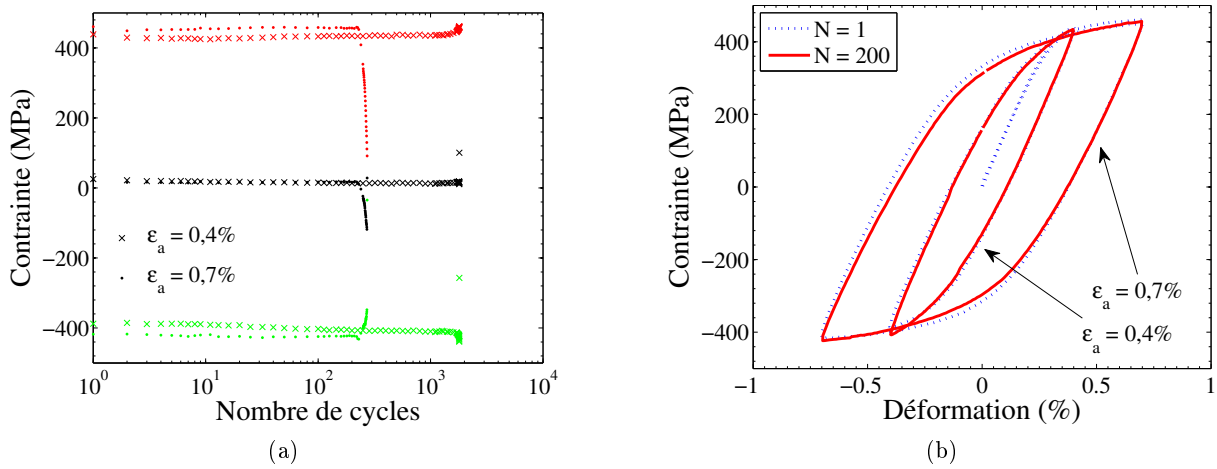 400
200
0
−200
−400
Contrainte (MPa)
× ε_a = 0,4%
· ε_a = 0,7%
10^0 10^1 10^2 10^3 10^4
Nombre de cycles
(a)
400
200
0
−200
−400
Contrainte (MPa)
N = 1
N = 200
ε_a = 0,7%
ε_a = 0,4%
−1 −0.5 0 0.5 1
Déformation (%)
(b)